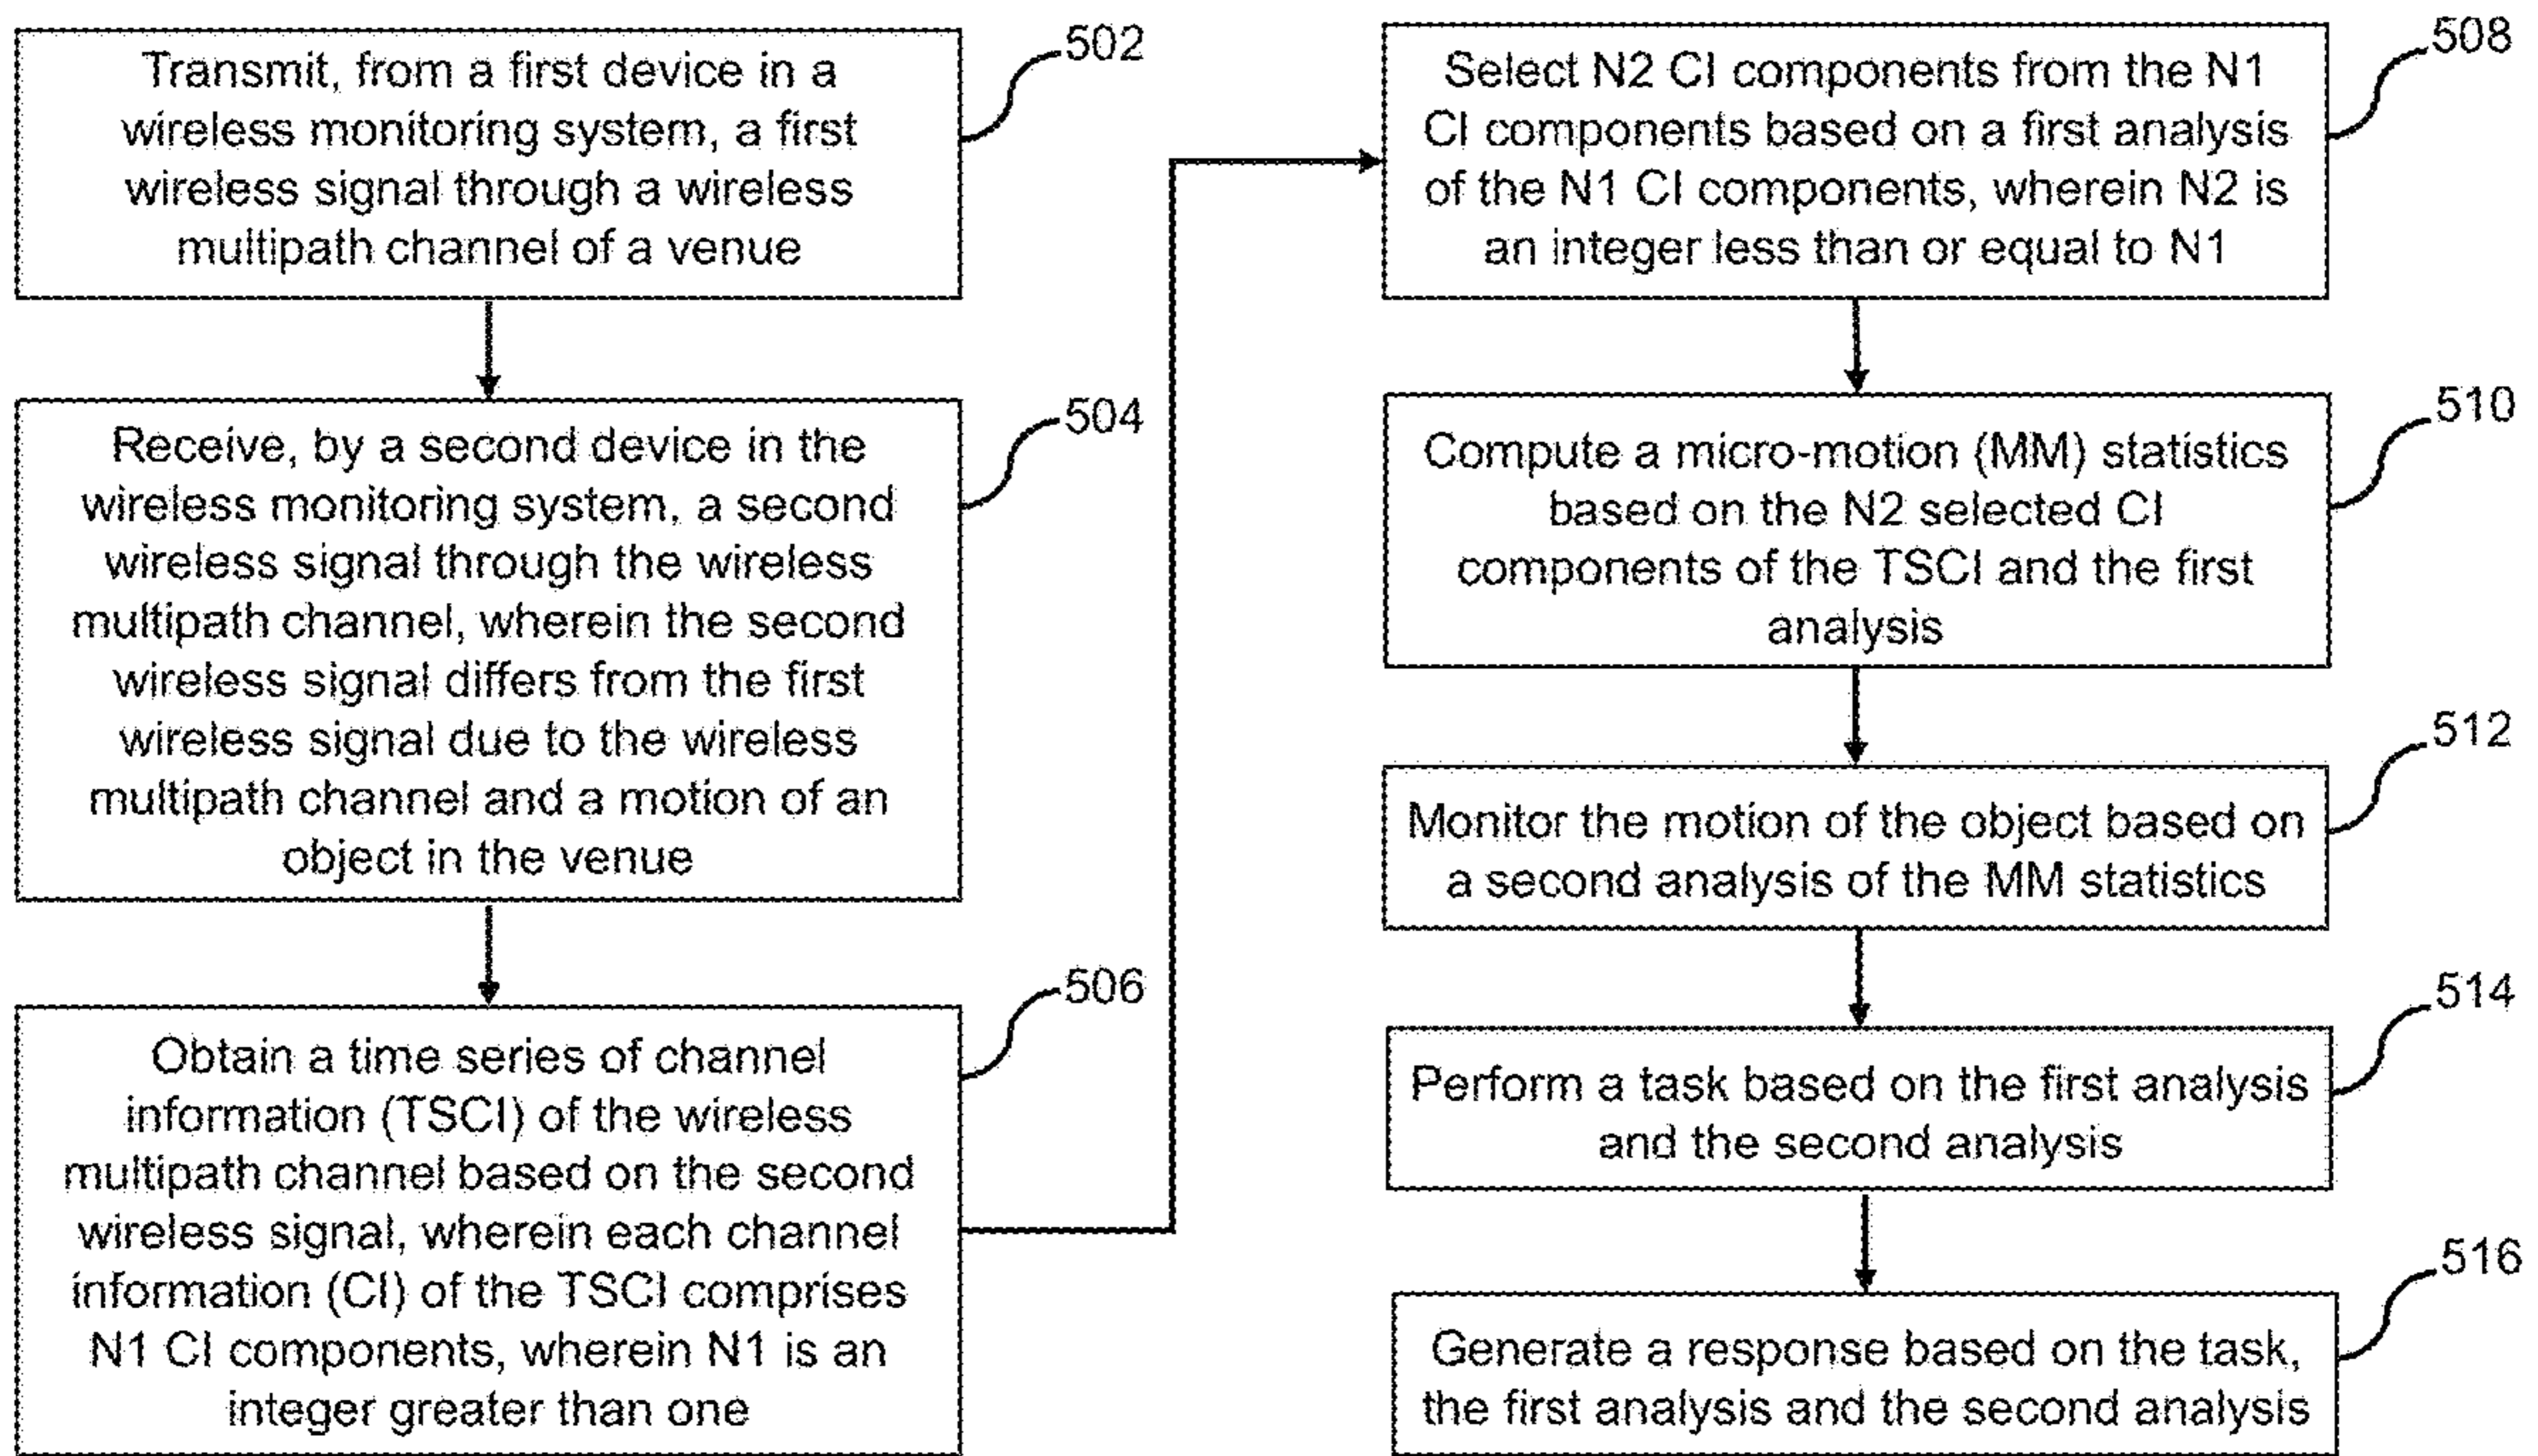 Transmit, from a first device in a
wireless monitoring system, a first
wireless signal through a wireless
multipath channel of a venue
502
Receive, by a second device in the
wireless monitoring system, a second
wireless signal through the wireless
multipath channel, wherein the second
wireless signal differs from the first
wireless signal due to the wireless
multipath channel and a motion of an
object in the venue
504
Obtain a time series of channel
information (TSCI) of the wireless
multipath channel based on the second
wireless signal, wherein each channel
information (CI) of the TSCI comprises
N1 CI components, wherein N1 is an
integer greater than one
506
Select N2 CI components from the N1
CI components based on a first analysis
of the N1 CI components, wherein N2 is
an integer less than or equal to N1
508
Compute a micro-motion (MM) statistics
based on the N2 selected CI
components of the TSCI and the first
analysis
510
Monitor the motion of the object based on
a second analysis of the MM statistics
512
Perform a task based on the first analysis
and the second analysis
514
Generate a response based on the task,
the first analysis and the second analysis
516